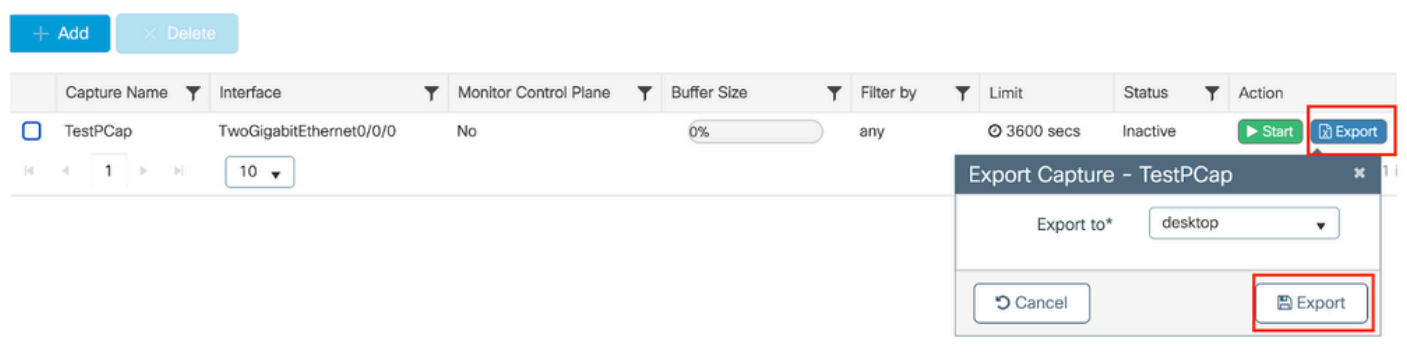 + Add × Delete
Capture Name Interface Monitor Control Plane Buffer Size Filter by Limit Status Action
TestPCap TwoGigabitEthernet0/0/0 No 0% any 3600 secs Inactive Start Export
1 10 1 i
Export Capture - TestPCap ×
Export to* desktop
Cancel Export